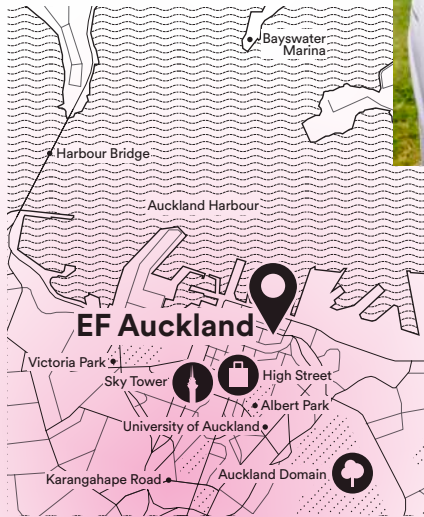 Bayswater
Marina
Harbour Bridge
Auckland Harbour
EF Auckland
Victoria Park
Sky Tower
High Street
Albert Park
University of Auckland
Auckland Domain
Karangahape Road